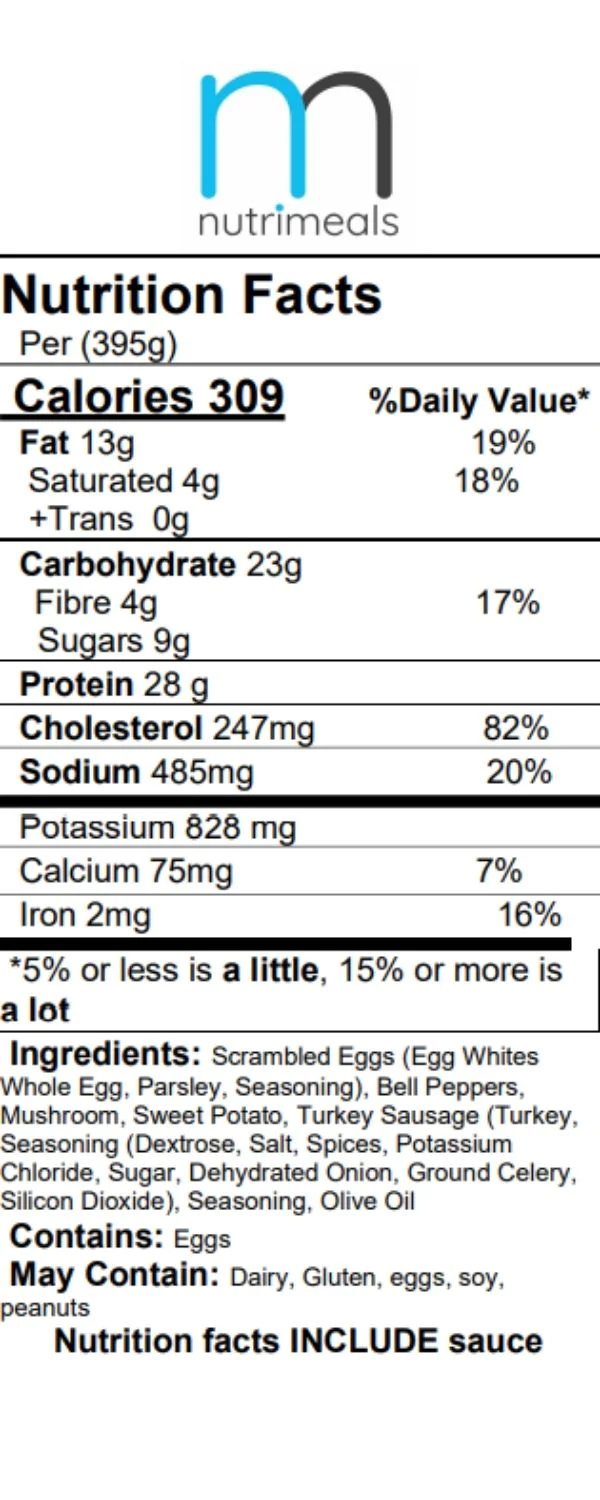 nutrimeals
Nutrition Facts
Per (395g)
Calories 309 %Daily Value*
Fat 13g 19%
Saturated 4g 18%
+Trans 0g
Carbohydrate 23g
Fibre 4g 17%
Sugars 9g
Protein 28 g
Cholesterol 247mg 82%
Sodium 485mg 20%
Potassium 828 mg
Calcium 75mg 7%
Iron 2mg 16%
*5% or less is a little, 15% or more is
a lot
Ingredients: Scrambled Eggs (Egg Whites
Whole Egg, Parsley, Seasoning), Bell Peppers,
Mushroom, Sweet Potato, Turkey Sausage (Turkey,
Seasoning (Dextrose, Salt, Spices, Potassium
Chloride, Sugar, Dehydrated Onion, Ground Celery,
Silicon Dioxide), Seasoning, Olive Oil
Contains: Eggs
May Contain: Dairy, Gluten, eggs, soy,
peanuts
Nutrition facts INCLUDE sauce